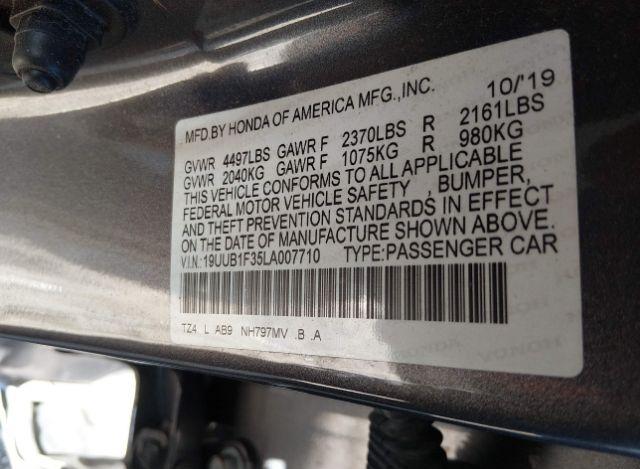 MFD.BY HONDA OF AMERICA MFG.,INC. 10/'19
GVWR 4497LBS GAWR F 2370LBS R 2161LBS
GVWR 2040KG GAWR F 1075KG R 980KG
THIS VEHICLE CONFORMS TO ALL APPLICABLE
FEDERAL MOTOR VEHICLE SAFETY , BUMPER,
AND THEFT PREVENTION STANDARDS IN EFFECT
ON THE DATE OF MANUFACTURE SHOWN ABOVE.
V.I.N.: 19UUB1F35LA007710 TYPE:PASSENGER CAR
TZ4 L AB9 NH797MV .B .A
HONDA